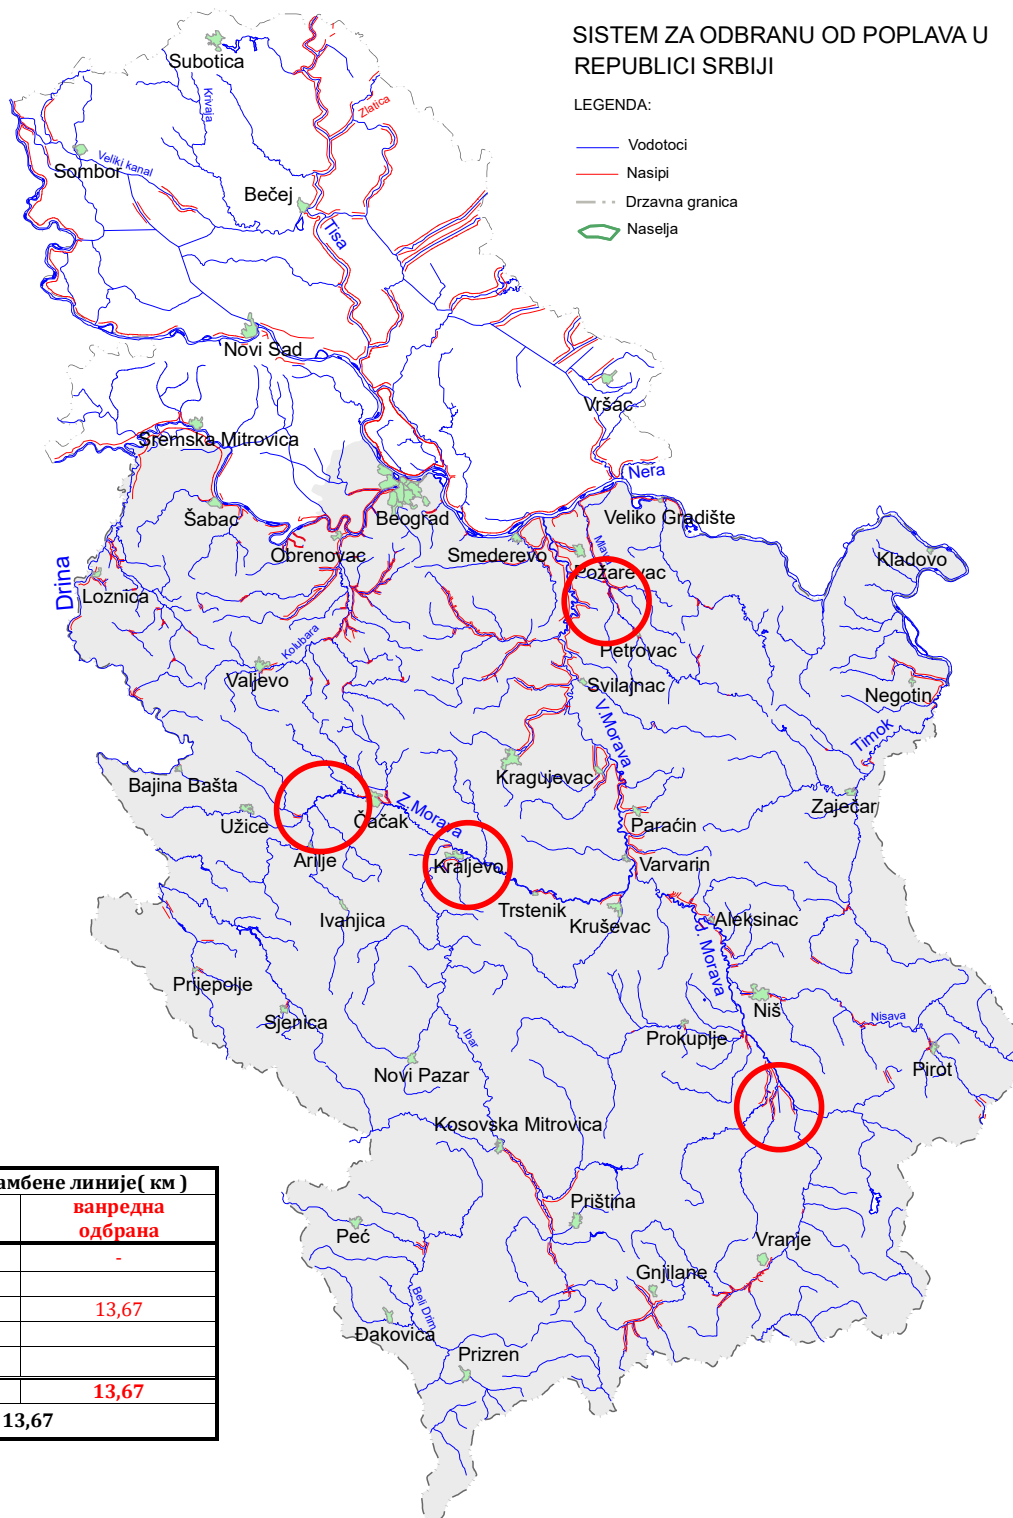 SISTEM ZA ODBRANU OD POPLAVA U
REPUBLICI SRBIJI
LEGENDA:
Vodotoci
Nasipi
Drzavna granica
Naselja
Subotica
Krivaja
Zlatica
Sombor
Veliki kanal
Bečej
Tisa
Novi Sad
Vršac
Sremska Mitrovica
Nera
Šabac
Beograd
Veliko Gradište
Obrenovac
Smederevo
Kladovo
Drina
Loznica
Požarevac
Kolubara
Petrovac
Valjevo
Svilajnac
Negotin
V.Morava
Timok
Bajina Bašta
Kragujevac
Užice
Čačak
Z.Morava
Zaječar
Paraćin
Arilje
Kraljevo
Varvarin
Ivanjica
Trstenik
Kruševac
Aleksinac
J. Morava
Prijepolje
Sjenica
Niš
Nisava
Ibar
Prokuplje
Pirot
Novi Pazar
Kosovska Mitrovica
Priština
Peć
Vranje
Gnjilane
Beli Drim
Đakovica
Prizren
линије( км )
ванредна
одбрана
-
13,67
13,67
13,67